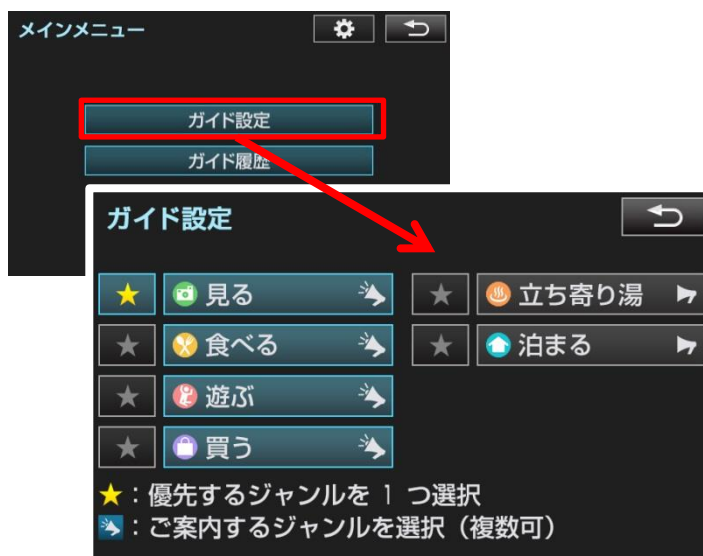 メインメニュー
ガイド設定
ガイド履歴
ガイド設定
見る
食べる
遊ぶ
買う
立ち寄り湯
泊まる
★：優先するジャンルを 1 つ選択
：ご案内するジャンルを選択（複数可）